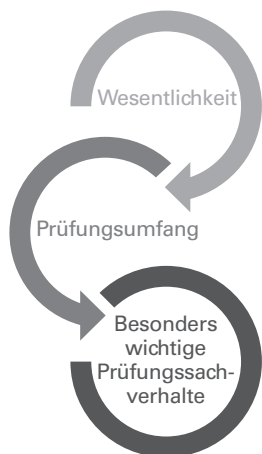 Wesentlichkeit
Prüfungsumfang
Besonders
wichtige
Prüfungssach-
verhalte